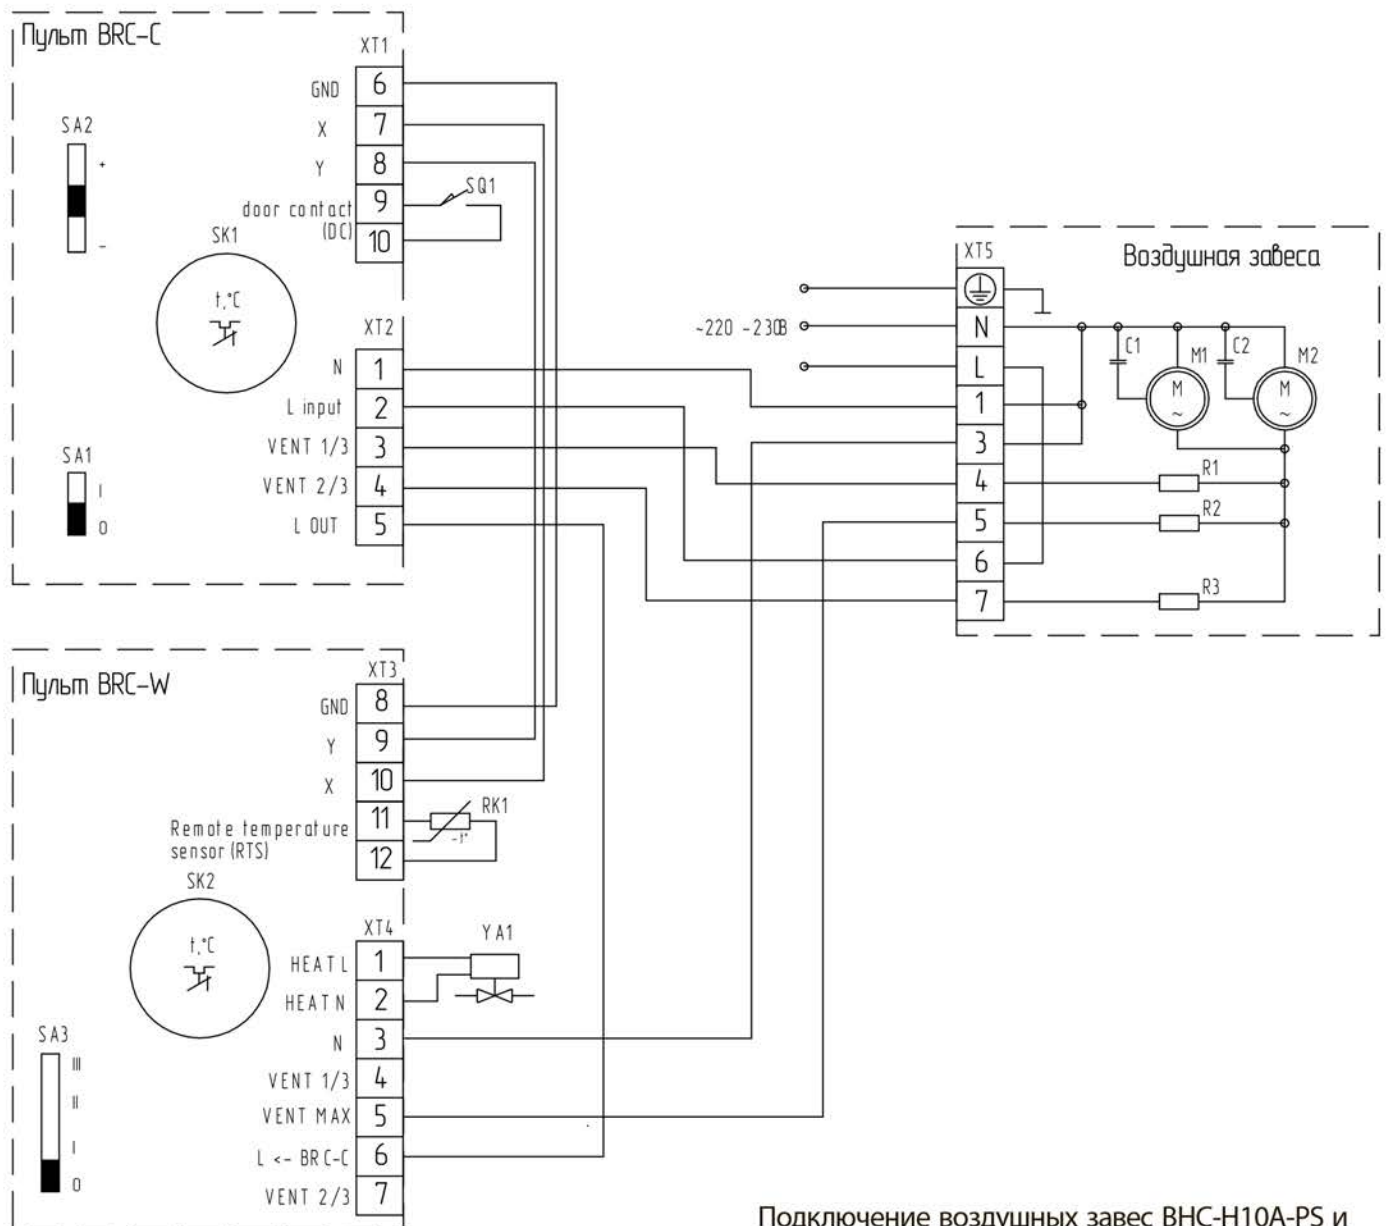 Пульт BRC-C
XT1
GND 6
X 7
Y 8
door contact (DC) 9
10
SQ1
SA2
+
-
SK1
t,°C
SA1
I
0
XT2
N 1
L input 2
VENT 1/3 3
VENT 2/3 4
L OUT 5
Воздушная завеса
XT5
~220 -230В
N
L
1
3
4
5
6
7
C1
M1
M
~
C2
M2
M
~
R1
R2
R3
Пульт BRC-W
XT3
GND 8
Y 9
X 10
Remote temperature sensor (RTS) 11
12
RK1
-t°
SK2
t,°C
XT4
HEAT L 1
HEAT N 2
N 3
VENT 1/3 4
VENT MAX 5
L <- BRC-C 6
VENT 2/3 7
YA1
SA3
III
II
I
0
Подключение воздушных завес BHC-H10A-PS и